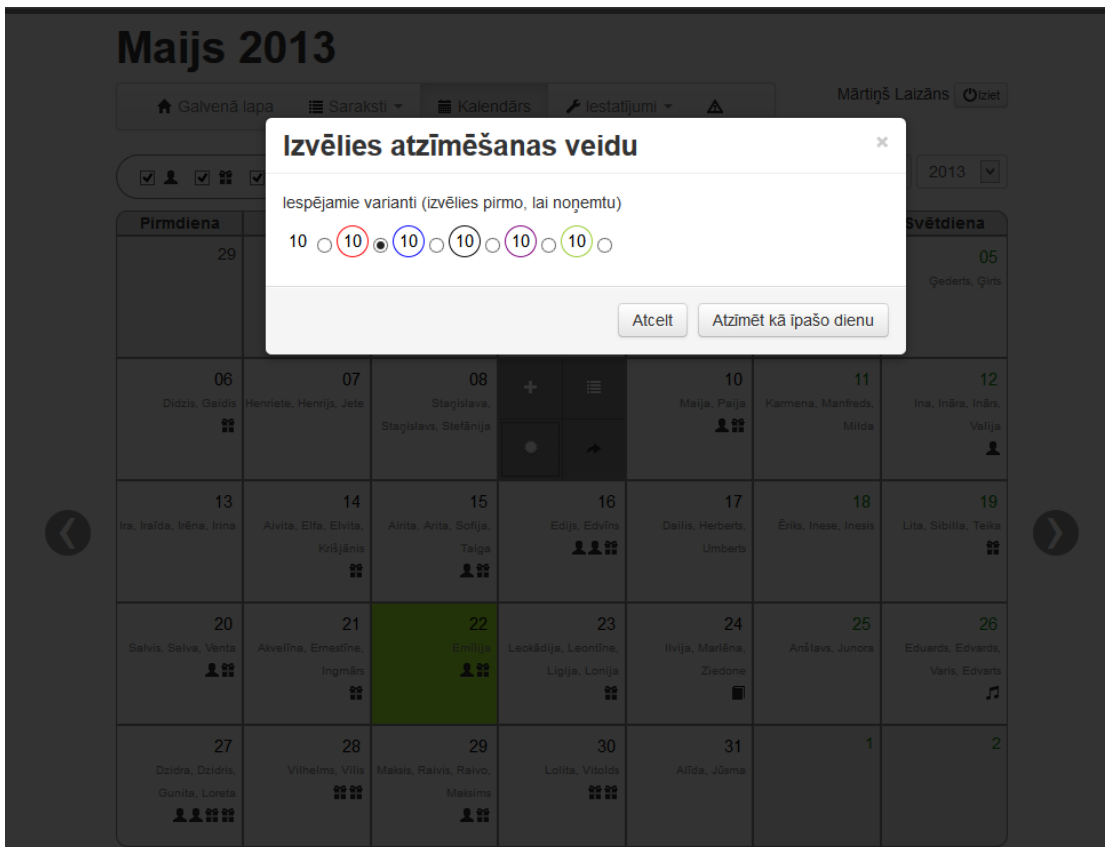 Maijs 2013
Galvenā lapa Saraksti Kalendārs Iestatījumi
Mārtiņš Laizāns Iziet
Izvēlies atzīmēšanas veidu ×
2013
Iespējamie varianti (izvēlies pirmo, lai noņemtu)
10 10 10 10 10 10
Atcelt Atzīmēt kā īpašo dienu
Pirmdiena Svētdiena
29 05
Ģederts, Ģirts
06 07 08 10 11 12
Didzis, Gaidis Henriete, Henrijs, Jete Staņislava, Maija, Paija Karmena, Manfreds, Ina, Ināra, Inārs,
Staņislavs, Stefānija Milda Valija
13 14 15 16 17 18 19
Ira, Iraīda, Irēna, Irina Aivita, Elfa, Elvita, Airita, Arita, Sofija, Edijs, Edvīns Dailis, Herberts, Ēriks, Inese, Inesis Lita, Sibilla, Teika
Krišjānis Taiga Umberts
20 21 22 23 24 25 26
Salvis, Selva, Venta Akvelīna, Ernestīne, Emīlija Leokādija, Leontīne, Ilvija, Marlēna, Anšlavs, Junora Eduards, Edvards,
Ingmārs Ligija, Lonija Ziedone Varis, Edvarts
27 28 29 30 31 1 2
Dzidra, Dzidris, Vilhelms, Vilis Maksis, Raivis, Raivo, Lolita, Vitolds Alīda, Jūsma
Gunita, Loreta Maksims